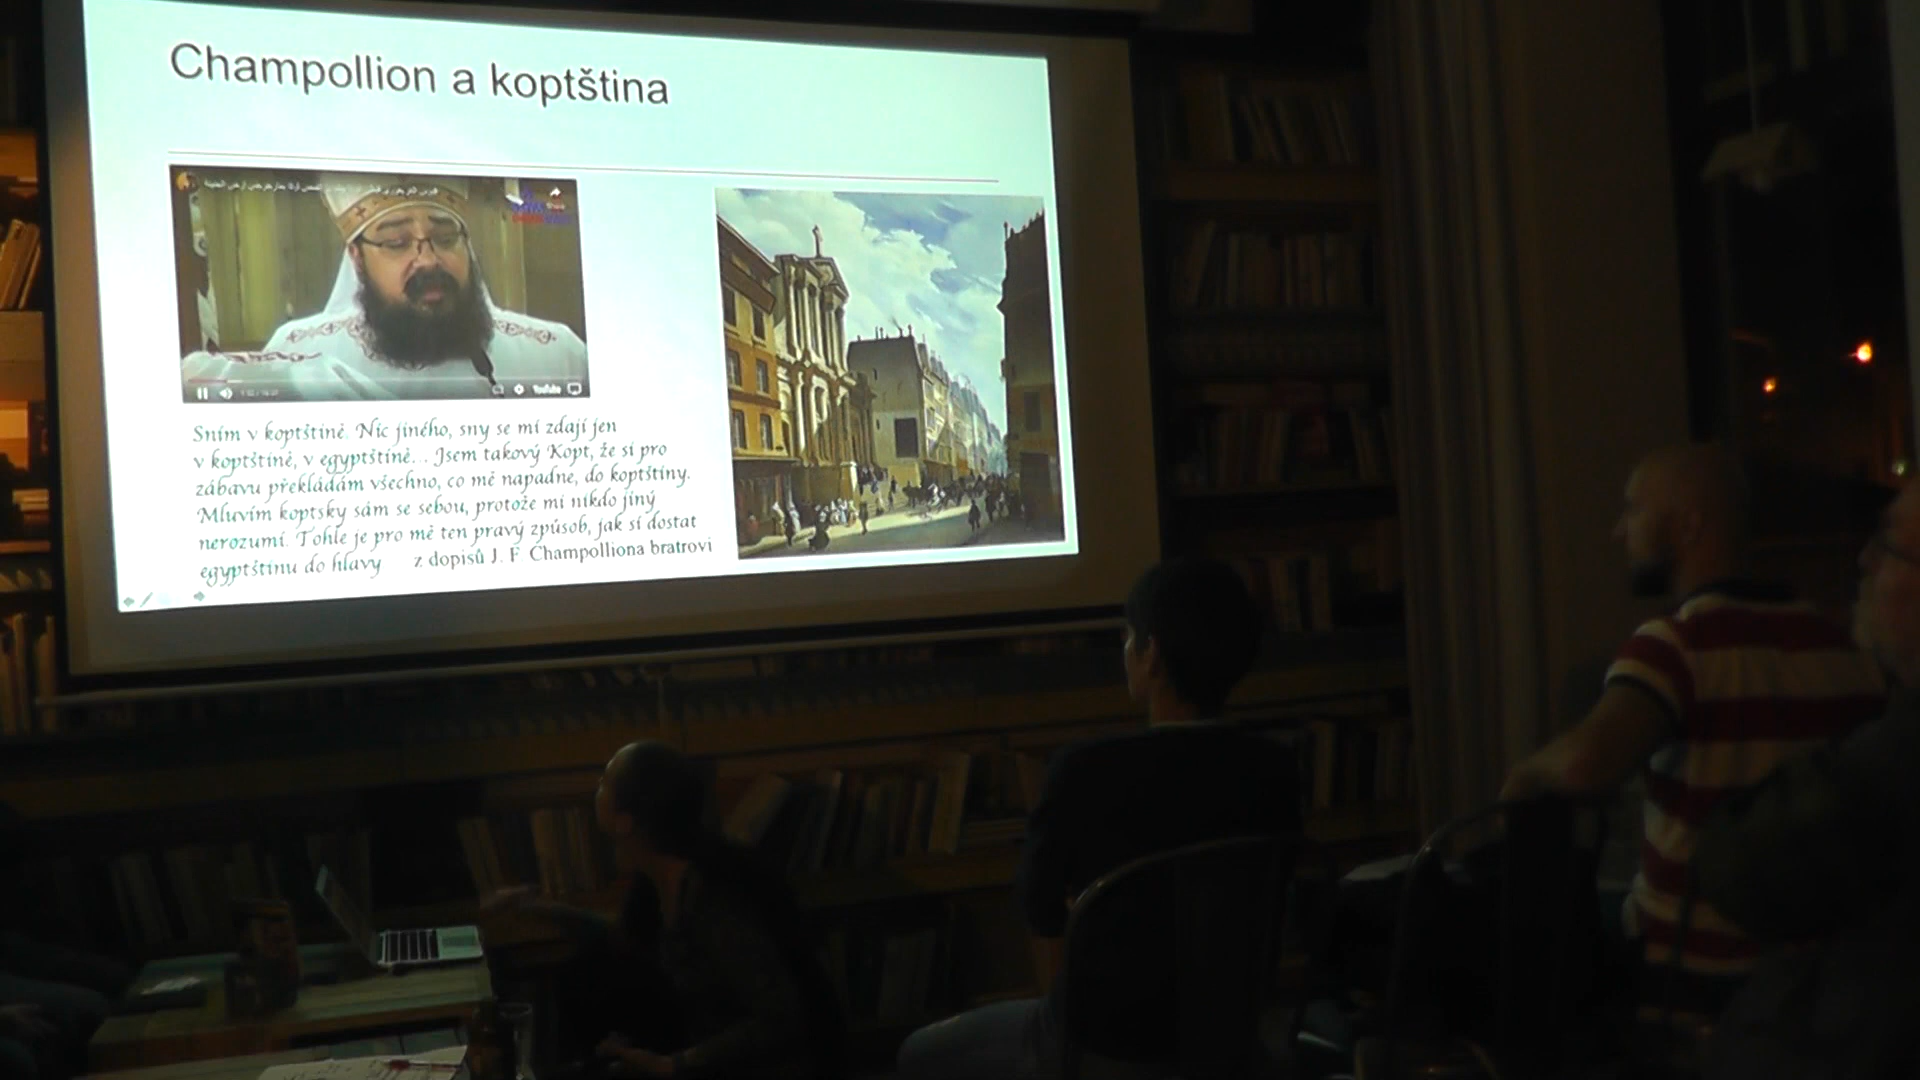 Champollion a koptština
Share
YouTube
Sním v koptštině. Nic jiného, sny se mi zdají jen
v koptštině, v egyptštině... Jsem takový Kopt, že si pro
zábavu překládám všechno, co mě napadne, do koptštiny.
Mluvím koptsky sám se sebou, protože mi nikdo jiný
nerozumí. Tohle je pro mě ten pravý způsob, jak si dostat
egyptštinu do hlavy z dopisů J. F. Champolliona bratrovi